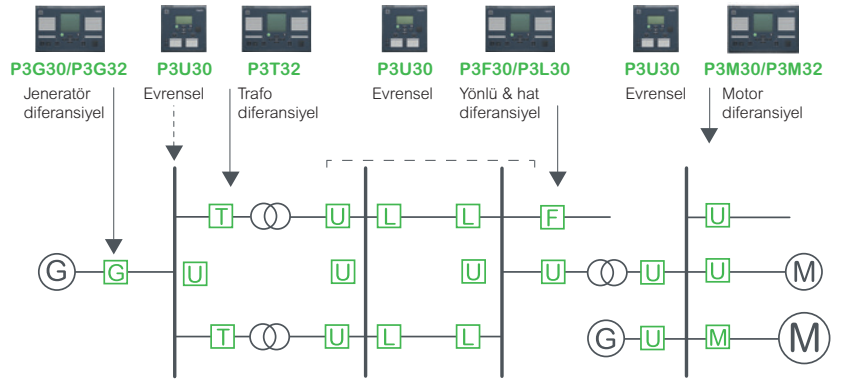 P3G30/P3G32
Jeneratör
diferansiyel
P3U30
Evrensel
P3T32
Trafo
diferansiyel
P3U30
Evrensel
P3F30/P3L30
Yönlü & hat
diferansiyel
P3U30
Evrensel
P3M30/P3M32
Motor
diferansiyel
T U L L F U
G G U U U U U U M
T U L L G U M M